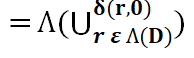 = Λ(⋃_{r ε Λ(D)}^{δ(r,0)})